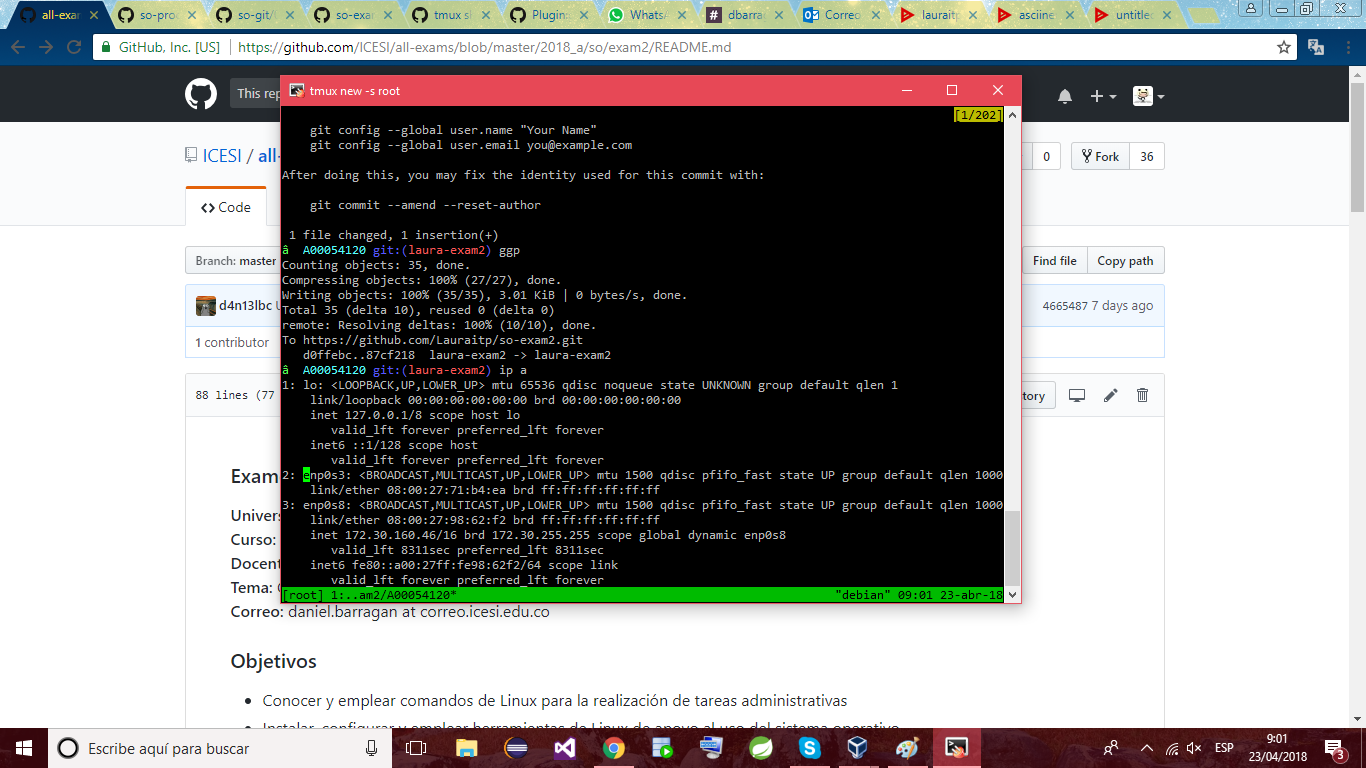 all-exa
so-pro
so-git/
so-exa
tmux s
Plugin
WhatsA
dbarra
Correo
lauraitp
asciine
untitle
GitHub, Inc. [US]
https://github.com/ICESI/all-exams/blob/master/2018_a/so/exam2/README.md
This rep
ICESI / all-
0
Fork
36
Code
Branch: master
Find file
Copy path
d4n13lbc
4665487 7 days ago
1 contributor
88 lines (77
tory
Exam
Univers
Curso:
Docent
Tema:
Correo: daniel.barragan at correo.icesi.edu.co
Objetivos
Conocer y emplear comandos de Linux para la realización de tareas administrativas
Instalar, configurar y emplear herramientas de Linux de apoyo al uso del sistema operativo
tmux new -s root
[1/202]
git config --global user.name "Your Name"
git config --global user.email you@example.com
After doing this, you may fix the identity used for this commit with:
git commit --amend --reset-author
1 file changed, 1 insertion(+)
â A00054120 git:(laura-exam2) ggp
Counting objects: 35, done.
Compressing objects: 100% (27/27), done.
Writing objects: 100% (35/35), 3.01 KiB | 0 bytes/s, done.
Total 35 (delta 10), reused 0 (delta 0)
remote: Resolving deltas: 100% (10/10), done.
To https://github.com/Lauraitp/so-exam2.git
d0ffebc..87cf218 laura-exam2 -> laura-exam2
â A00054120 git:(laura-exam2) ip a
1: lo: <LOOPBACK,UP,LOWER_UP> mtu 65536 qdisc noqueue state UNKNOWN group default qlen 1
link/loopback 00:00:00:00:00:00 brd 00:00:00:00:00:00
inet 127.0.0.1/8 scope host lo
valid_lft forever preferred_lft forever
inet6 ::1/128 scope host
valid_lft forever preferred_lft forever
2: enp0s3: <BROADCAST,MULTICAST,UP,LOWER_UP> mtu 1500 qdisc pfifo_fast state UP group default qlen 1000
link/ether 08:00:27:71:b4:ea brd ff:ff:ff:ff:ff:ff
3: enp0s8: <BROADCAST,MULTICAST,UP,LOWER_UP> mtu 1500 qdisc pfifo_fast state UP group default qlen 1000
link/ether 08:00:27:98:62:f2 brd ff:ff:ff:ff:ff:ff
inet 172.30.160.46/16 brd 172.30.255.255 scope global dynamic enp0s8
valid_lft 8311sec preferred_lft 8311sec
inet6 fe80::a00:27ff:fe98:62f2/64 scope link
valid_lft forever preferred_lft forever
[root] 1:..am2/A00054120*
"debian" 09:01 23-abr-18
Escribe aquí para buscar
ESP
9:01
23/04/2018
3